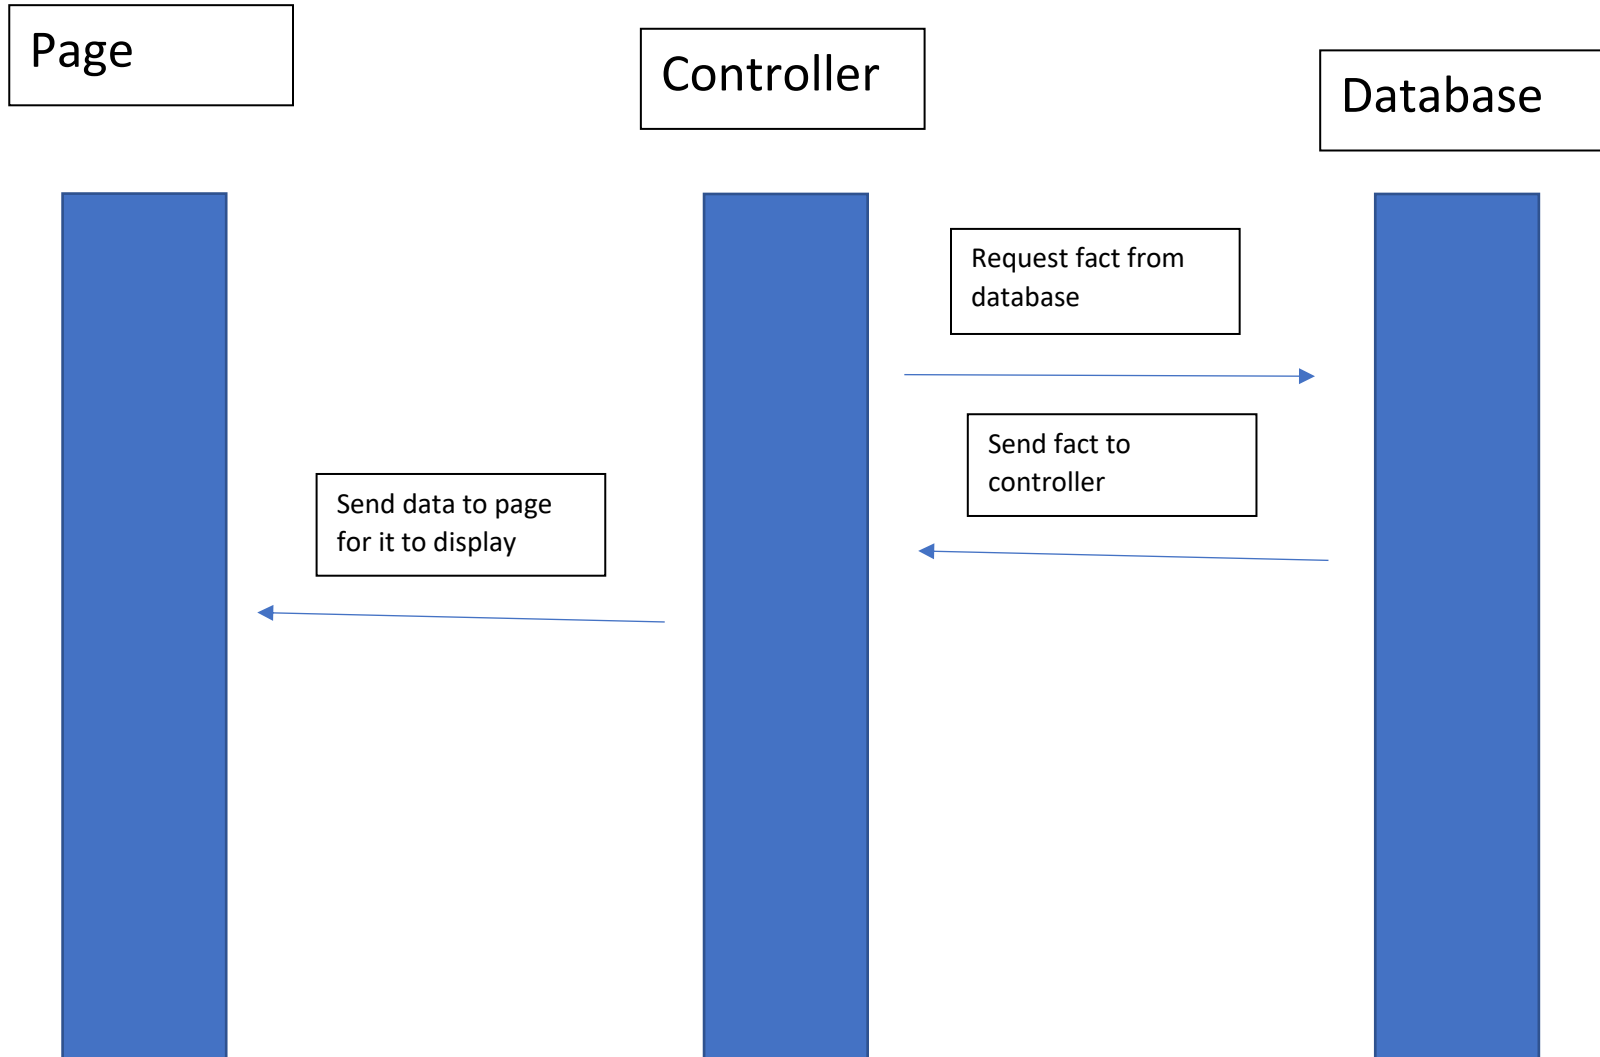 Page
Controller
Database
Request fact from
database
Send fact to
controller
Send data to page
for it to display